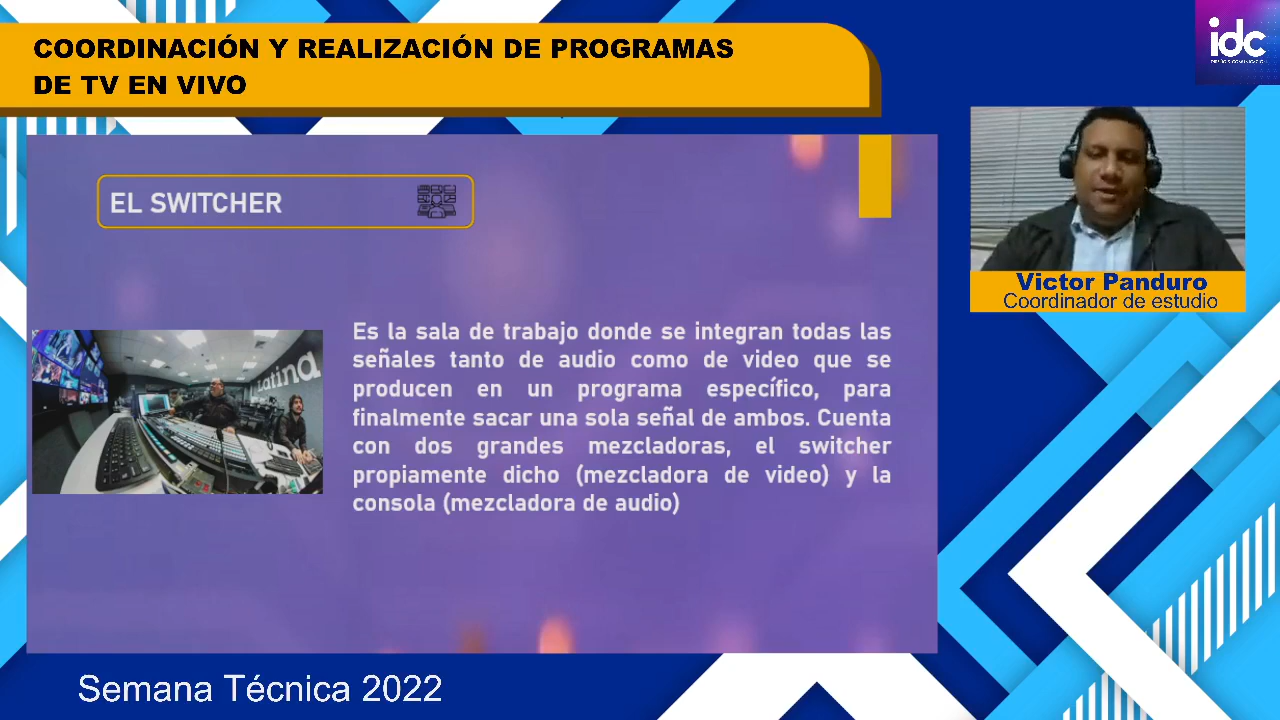 COORDINACIÓN Y REALIZACIÓN DE PROGRAMAS
DE TV EN VIVO
idc
EL SWITCHER
Es la sala de trabajo donde se integran todas las
señales tanto de audio como de video que se
producen en un programa específico, para
finalmente sacar una sola señal de ambos. Cuenta
con dos grandes mezcladoras, el switcher
propiamente dicho (mezcladora de video) y la
consola (mezcladora de audio)
Latina
Victor Panduro
Coordinador de estudio
Semana Técnica 2022